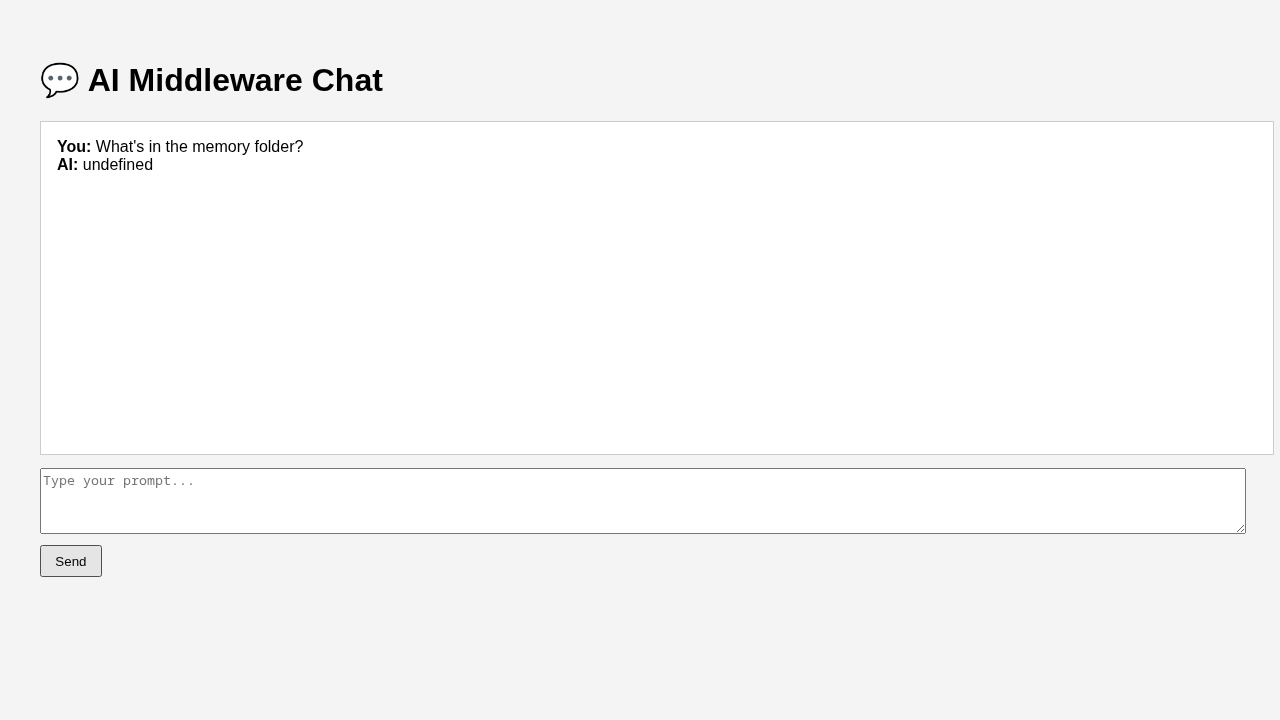 💬 AI Middleware Chat
You: What's in the memory folder?
AI: undefined
Type your prompt...
Send